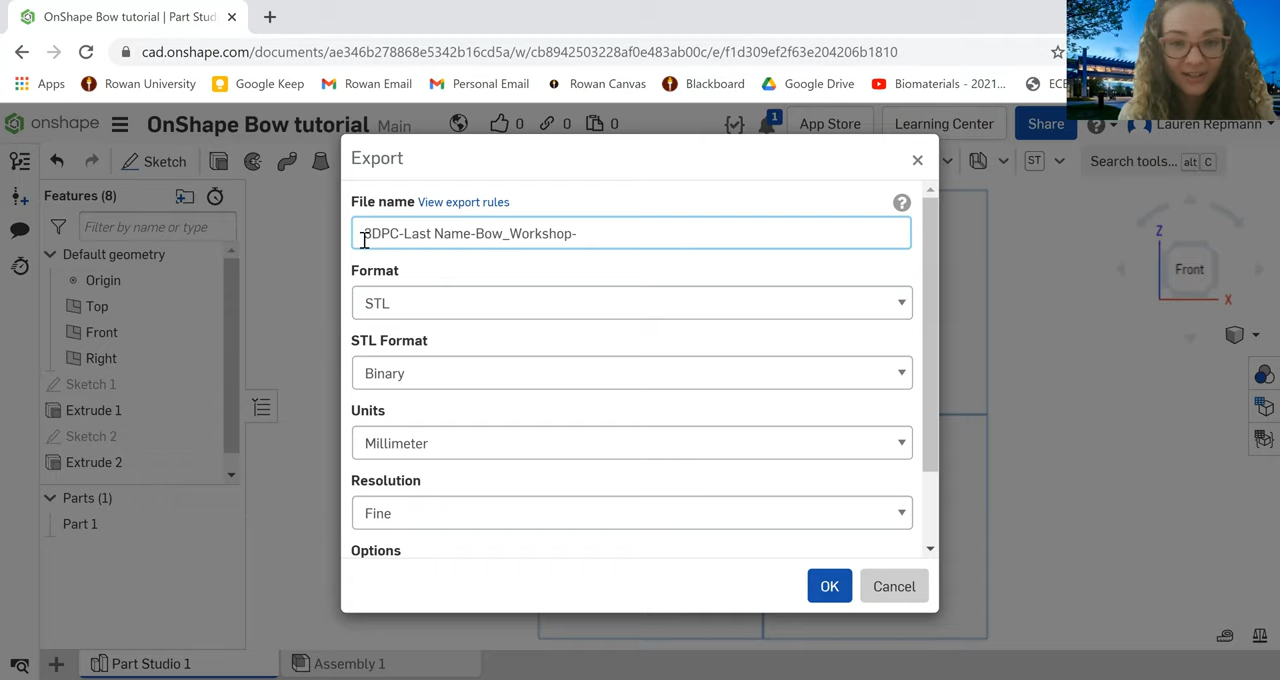 OnShape Bow tutorial | Part Stud
cad.onshape.com/documents/ae346b278868e5342b16cd5a/w/cb8942503228af0e483ab00c/e/f1d309ef2f63e204206b1810
Apps Rowan University Google Keep Rowan Email Personal Email Rowan Canvas Blackboard Google Drive Biomaterials - 2021...
onshape OnShape Bow tutorial Main 0 0 0 1 App Store Learning Center Share Lauren Repmann
Sketch ST Search tools... alt C
Export
Features (8)
Filter by name or type
Default geometry
Origin
Top
Front
Right
Sketch 1
Extrude 1
Sketch 2
Extrude 2
Parts (1)
Part 1
File name View export rules
3DPC-Last Name-Bow_Workshop-
Format
STL
STL Format
Binary
Units
Millimeter
Resolution
Fine
Options
OK Cancel
Z
Front
X
Part Studio 1 Assembly 1